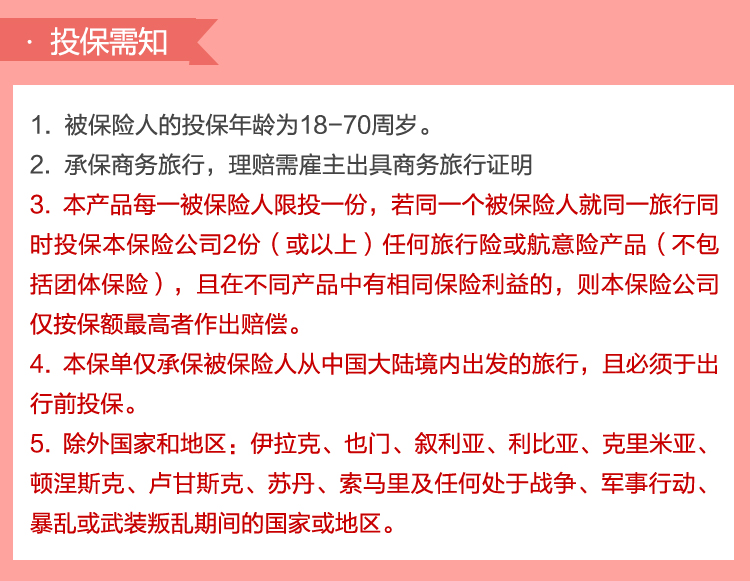 · 投保需知
1. 被保险人的投保年龄为18-70周岁。
2. 承保商务旅行，理赔需雇主出具商务旅行证明
3. 本产品每一被保险人限投一份，若同一个被保险人就同一旅行同
时投保本保险公司2份（或以上）任何旅行险或航意险产品（不包
括团体保险），且在不同产品中有相同保险利益的，则本保险公司
仅按保额最高者作出赔偿。
4. 本保单仅承保被保险人从中国大陆境内出发的旅行，且必须于出
行前投保。
5. 除外国家和地区：伊拉克、也门、叙利亚、利比亚、克里米亚、
顿涅斯克、卢甘斯克、苏丹、索马里及任何处于战争、军事行动、
暴乱或武装叛乱期间的国家或地区。